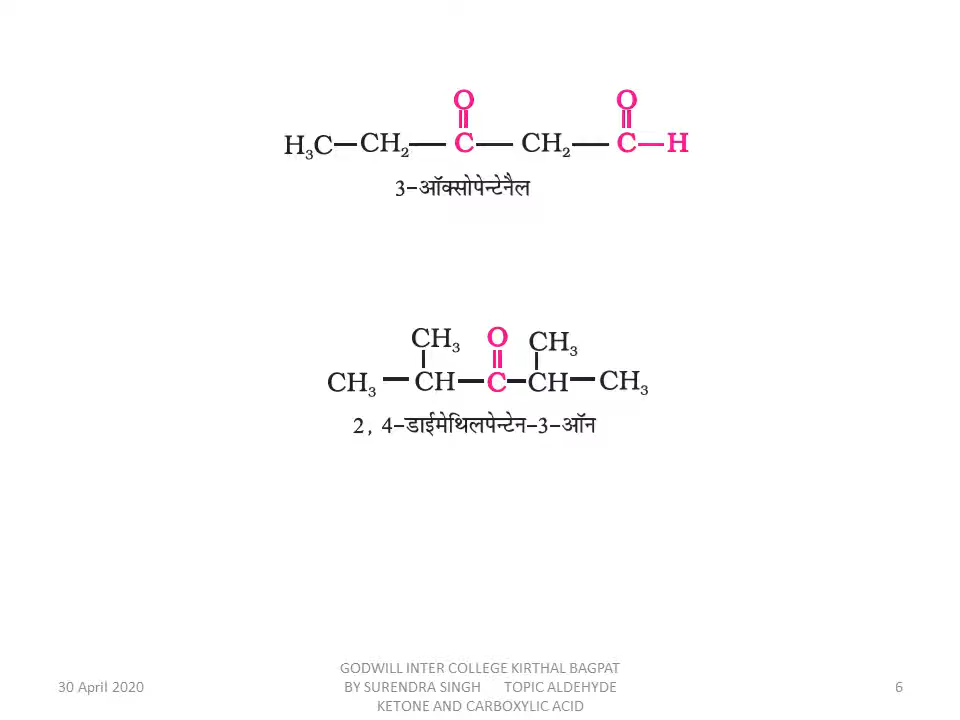 O O
H₃C—CH₂—C—CH₂—C—H
3-ऑक्सोपेन्टेनैल
CH₃ O CH₃
CH₃—CH—C—CH—CH₃
2, 4-डाईमेथिलपेन्टेन-3-ऑन
30 April 2020
GODWILL INTER COLLEGE KIRTHAL BAGPAT
BY SURENDRA SINGH TOPIC ALDEHYDE
KETONE AND CARBOXYLIC ACID
6